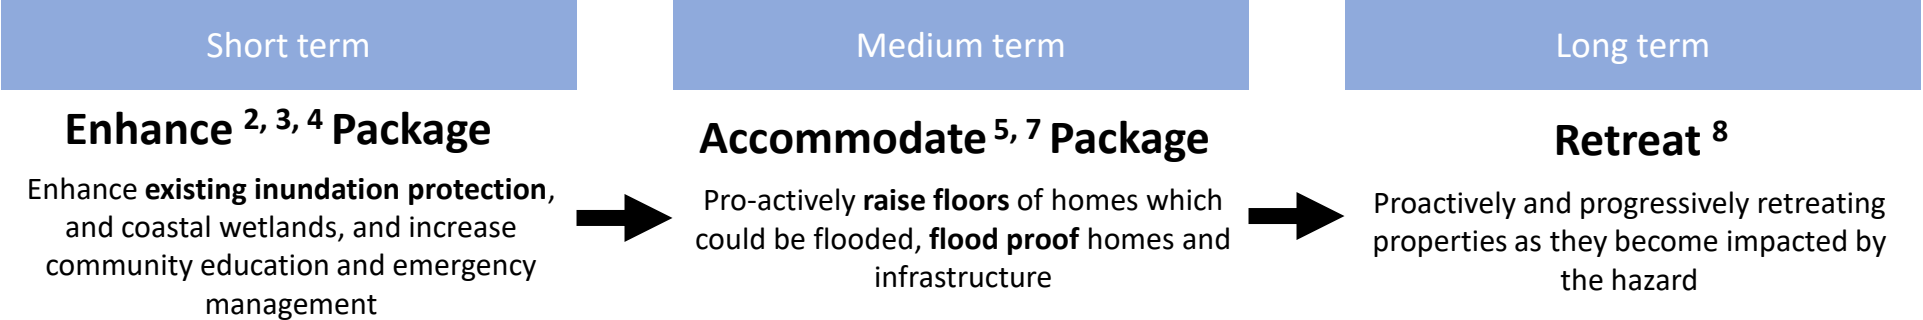 Short term
Enhance 2, 3, 4 Package
Enhance existing inundation protection,
and coastal wetlands, and increase
community education and emergency
management
Medium term
Accommodate 5, 7 Package
Pro-actively raise floors of homes which
could be flooded, flood proof homes and
infrastructure
Long term
Retreat 8
Proactively and progressively retreating
properties as they become impacted by
the hazard